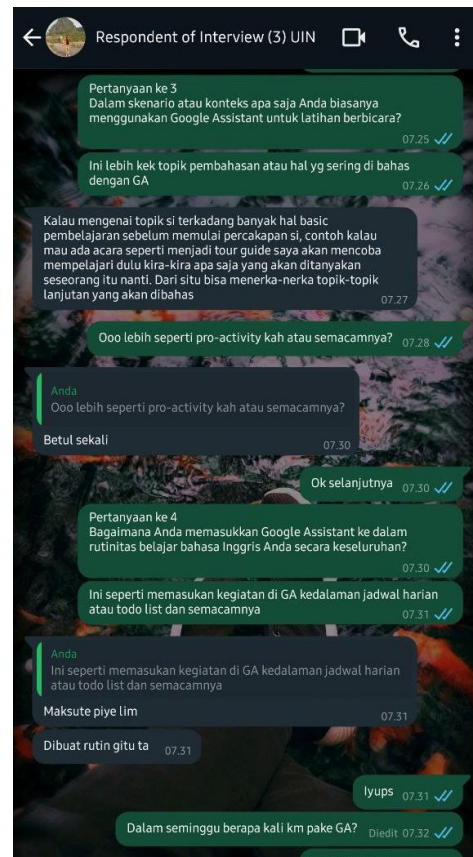 Respondent of Interview (3) UIN
Pertanyaan ke 3
Dalam skenario atau konteks apa saja Anda biasanya
menggunakan Google Assistant untuk latihan berbicara?
07.25
Ini lebih kek topik pembahasan atau hal yg sering di bahas
dengan GA
07.26
Kalau mengenai topik si terkadang banyak hal basic
pembelajaran sebelum memulai percakapan si, contoh kalau
mau ada acara seperti menjadi tour guide saya akan mencoba
mempelajari dulu kira-kira apa saja yang akan ditanyakan
seseorang itu nanti. Dari situ bisa menerka-nerka topik-topik
lanjutan yang akan dibahas
07.27
Ooo lebih seperti pro-activity kah atau semacamnya? 07.28
Anda
Ooo lebih seperti pro-activity kah atau semacamnya?
Betul sekali
07.30
Ok selanjutnya 07.30
Pertanyaan ke 4
Bagaimana Anda memasukkan Google Assistant ke dalam
rutinitas belajar bahasa Inggris Anda secara keseluruhan?
07.30
Ini seperti memasukan kegiatan di GA kedalaman jadwal harian
atau todo list dan semacamnya
07.31
Anda
Ini seperti memasukan kegiatan di GA kedalaman jadwal harian
atau todo list dan semacamnya
Maksute piye lim
07.31
Dibuat rutin gitu ta 07.31
Iyups 07.31
Dalam seminggu berapa kali km pake GA? Diedit 07.32